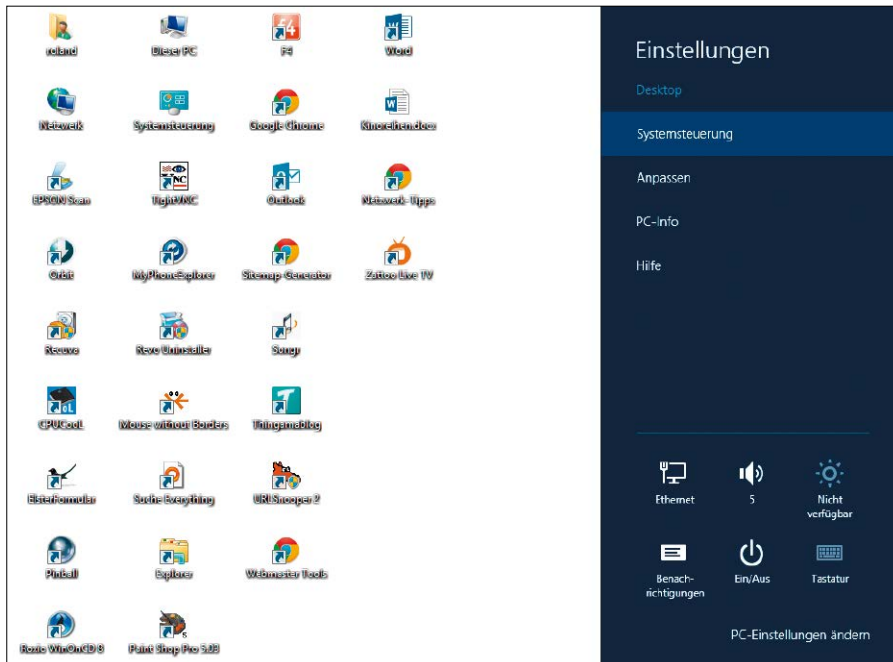 roland
Dieser PC
F4
Word
Netzwerk
Systemsteuerung
Google Chrome
Kinoreihen.docx
EPSON Scan
TightVNC
Outlook
Netzwerk-Tipps
Orbit
MyPhoneExplorer
Sitemap-Generator
Zattoo Live TV
Recuva
Revo Uninstaller
Songr
CPUCooL
Mouse without Borders
Thingamablog
ElsterFormular
Suche Everything
URLSnooper 2
Pinball
Explorer
Webmaster Tools
Roxio WinOnCD 8
Paint Shop Pro 5.03
Einstellungen
Desktop
Systemsteuerung
Anpassen
PC-Info
Hilfe
Ethernet
5
Nicht
verfügbar
Benach-
richtigungen
Ein/Aus
Tastatur
PC-Einstellungen ändern